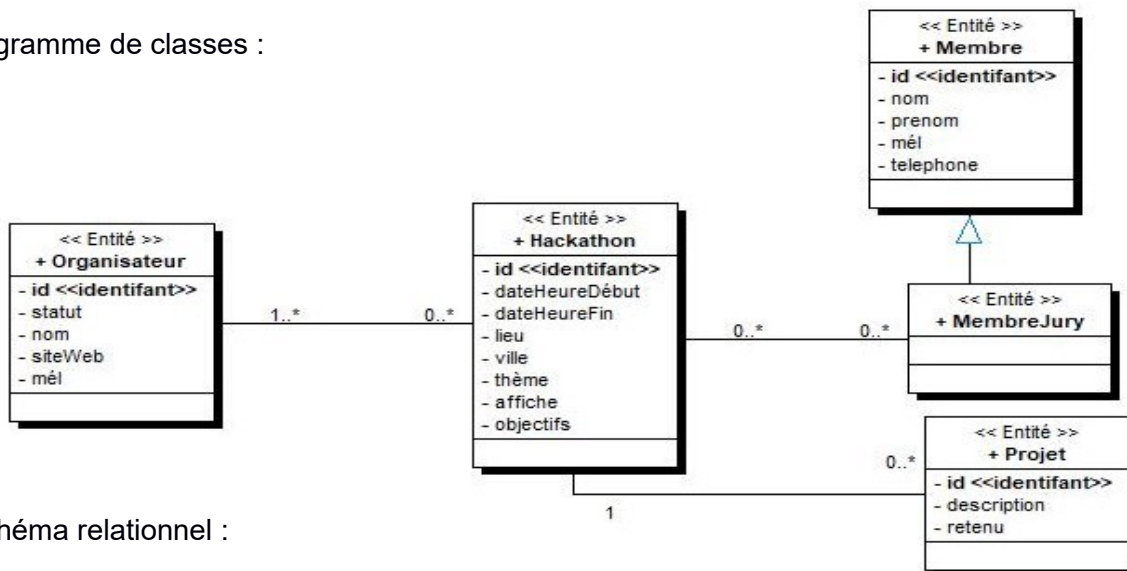 gramme de classes :
<< Entité >>
+ Membre
- id <<identifant>>
- nom
- prenom
- mél
- telephone
<< Entité >>
+ Organisateur
- id <<identifant>>
- statut
- nom
- siteWeb
- mél
1..*
0..*
<< Entité >>
+ Hackathon
- id <<identifant>>
- dateHeureDébut
- dateHeureFin
- lieu
- ville
- thème
- affiche
- objectifs
0..*
0..*
<< Entité >>
+ MembreJury
1
0..*
<< Entité >>
+ Projet
- id <<identifant>>
- description
- retenu
héma relationnel :